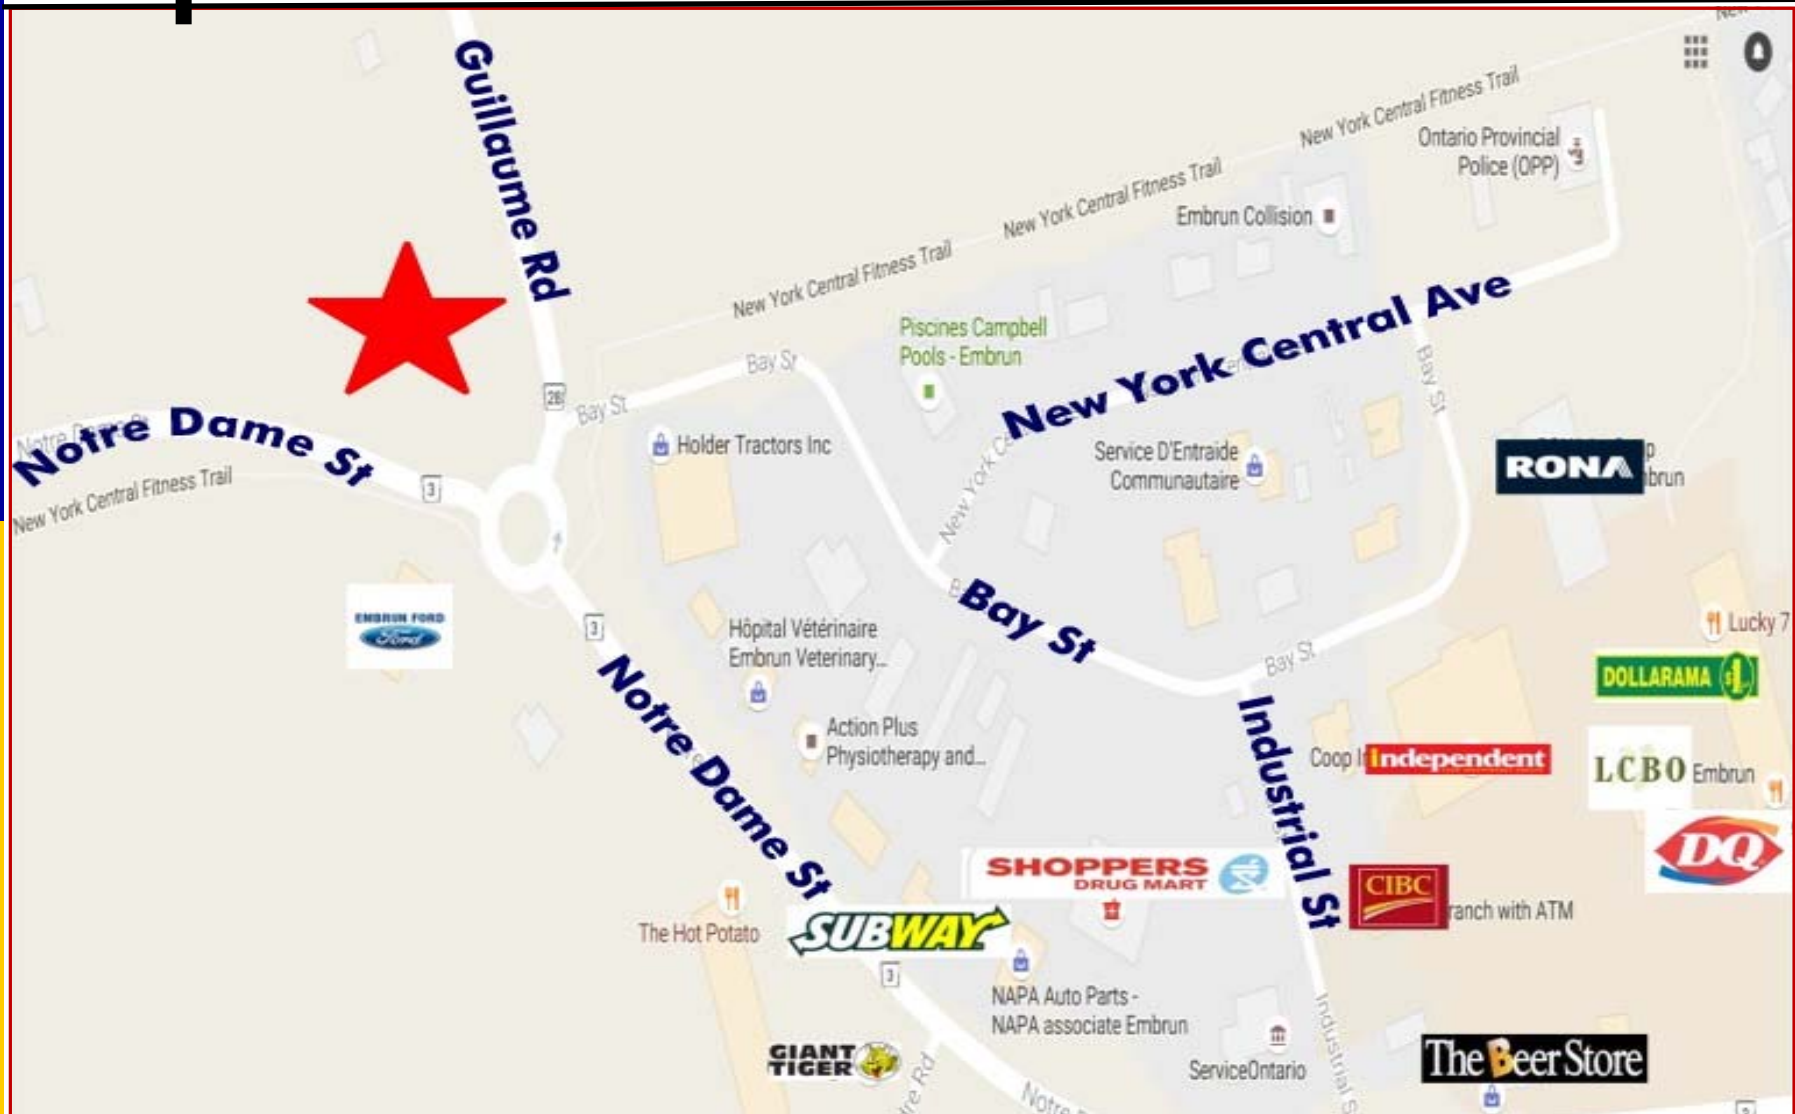 Guillaume Rd
New York Central Fitness Trail
Ontario Provincial
Police (OPP)
New York Central Fitness Trail
Embrun Collision
New York Central Fitness Trail
New York Central Ave
Piscines Campbell
Pools - Embrun
Bay St
Bay St
Bay St
28
Notre Dame St
Holder Tractors Inc
Service D'Entraide
Communautaire
RONA
New York Central Fitness Trail
3
Bay St
EMBRUN FORD
Ford
3
Hôpital Vétérinaire
Embrun Veterinary...
Bay St
Lucky 7
DOLLARAMA
Notre Dame St
Action Plus
Physiotherapy and...
Industrial St
Coop
Independent
LCBO Embrun
DQ
SHOPPERS
DRUG MART
CIBC
ranch with ATM
The Hot Potato
SUBWAY
3
NAPA Auto Parts -
NAPA associate Embrun
GIANT
TIGER
ServiceOntario
The Beer Store
Industrial S
Notre